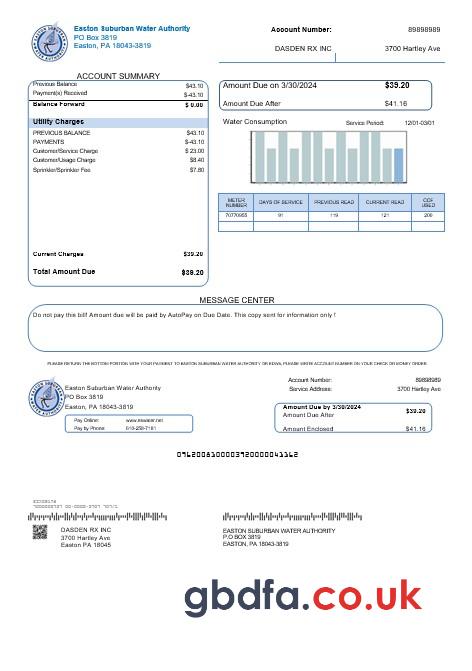 Easton Suburban Water Authority
PO Box 3819
Easton, PA 18043-3819
Account Number: 89898989
DASDEN RX INC 3700 Hartley Ave
ACCOUNT SUMMARY
Previous Balance $43.10
Payment(s) Received $-43.10
Balance Forward $ 0.00
Utility Charges
PREVIOUS BALANCE $43.10
PAYMENTS $-43.10
Customer/Service Charge $ 23.00
Customer/Usage Charge $8.40
Sprinkler/Sprinkler Fee $7.80
Current Charges $39.20
Total Amount Due $39.20
Amount Due on 3/30/2024 $39.20
Amount Due After $41.16
Water Consumption Service Period: 12/01-03/01
METER NUMBER DAYS OF SERVICE PREVIOUS READ CURRENT READ CCF USED
70770955 91 119 121 200
MESSAGE CENTER
Do not pay this bill! Amount due will be paid by AutoPay on Due Date. This copy sent for information only !
PLEASE RETURN THE BOTTOM PORTION WITH YOUR PAYMENT TO EASTON SUBURBAN WATER AUTHORITY OR ESWA, PLEASE WRITE ACCOUNT NUMBER ON YOUR CHECK OR MONEY ORDER
Easton Suburban Water Authority
PO Box 3819
Easton, PA 18043-3819
Pay Online: www.eswater.net
Pay by Phone: 610-258-7181
Account Number: 89898989
Service Address: 3700 Hartley Ave
Amount Due by 3/30/2024 $39.20
Amount Due After
Amount Enclosed $41.16
DASDEN RX INC
3700 Hartley Ave
Easton PA 18045
EASTON SUBURBAN WATER AUTHORITY
P.O BOX 3819
EASTON, PA 18043-3819
gbdfa.co.uk